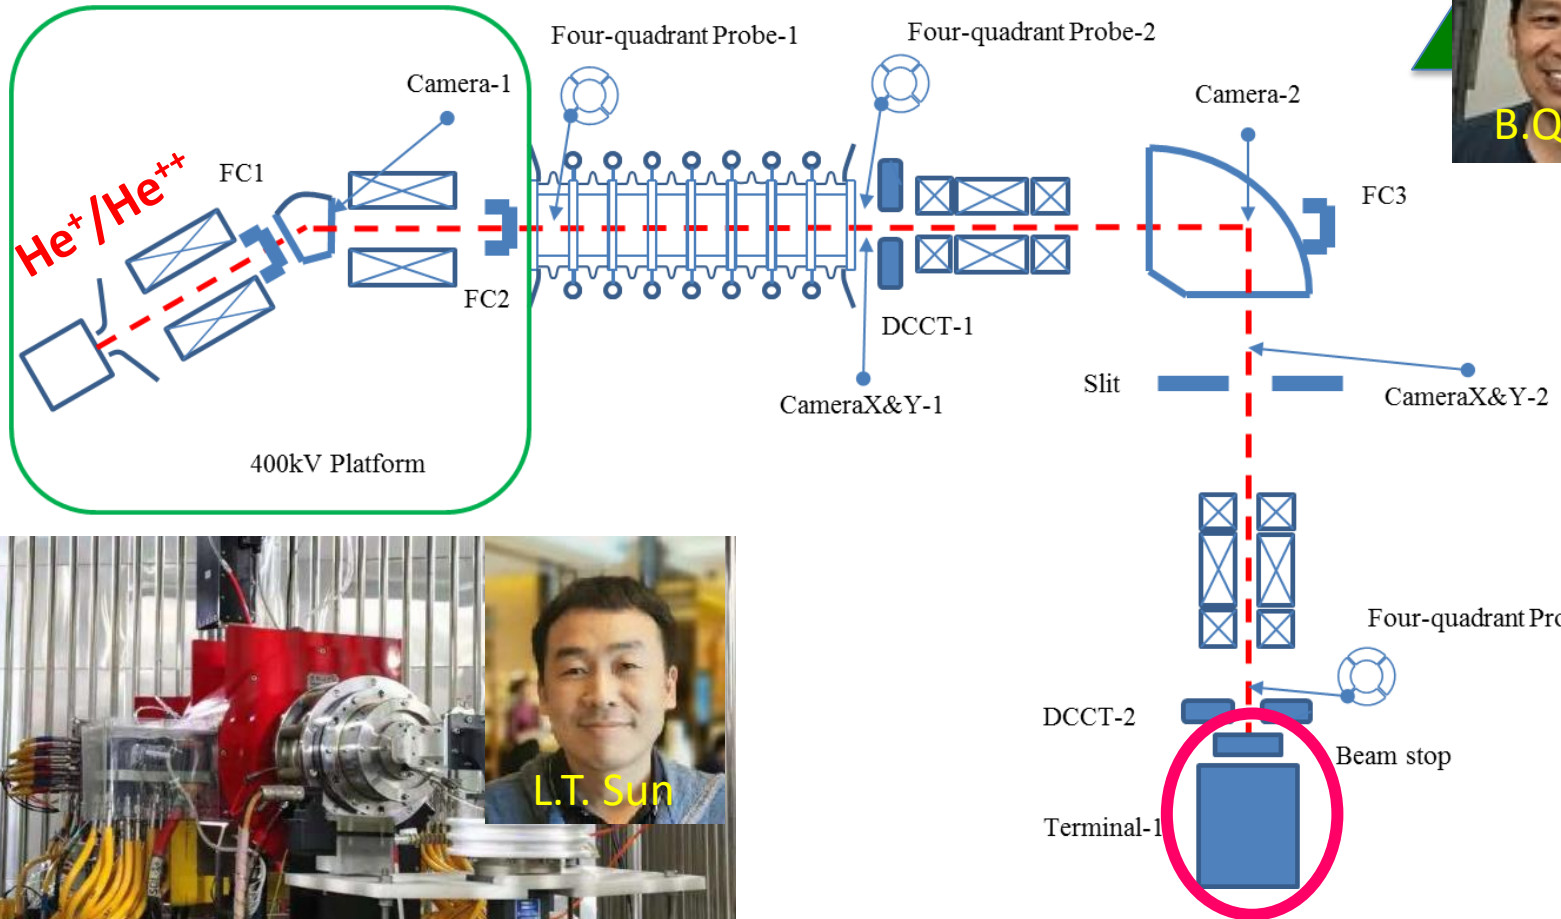 Four-quadrant Probe-1
Four-quadrant Probe-2
Camera-1
Camera-2
B.Q
He⁺/He⁺⁺
FC1
FC3
FC2
DCCT-1
400kV Platform
CameraX&Y-1
Slit
CameraX&Y-2
Four-quadrant Pro
DCCT-2
Beam stop
Terminal-1
L.T. Sun